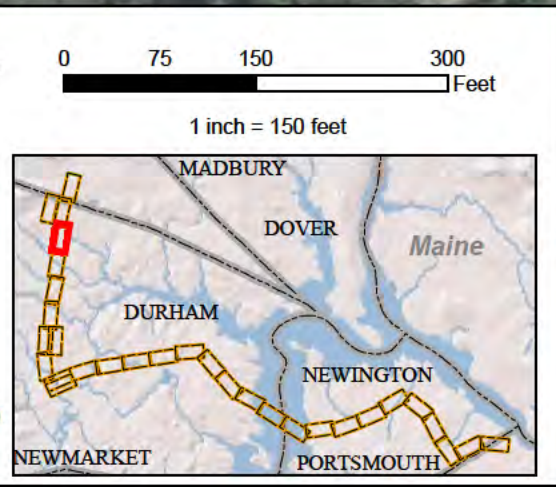 0 75 150 300
Feet
1 inch = 150 feet
MADBURY
DOVER
Maine
DURHAM
NEWINGTON
NEWMARKET
PORTSMOUTH